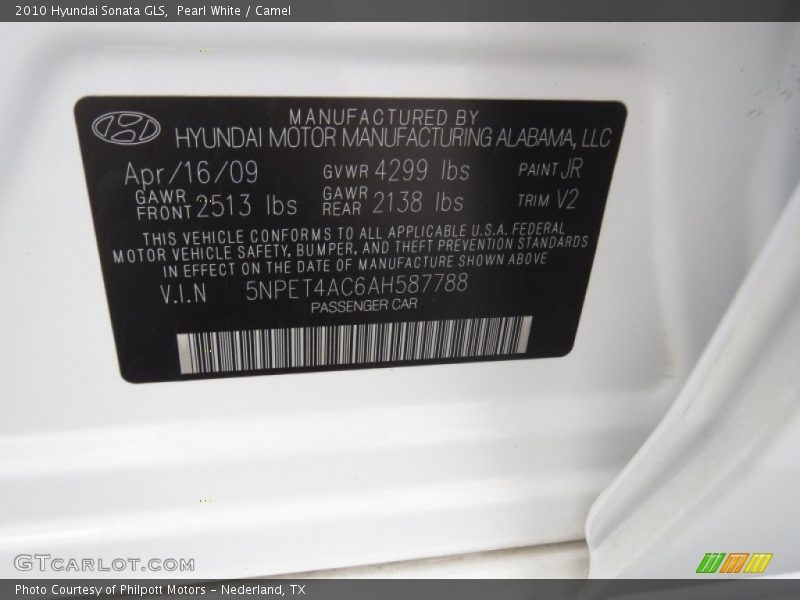 2010 Hyundai Sonata GLS, Pearl White / Camel
MANUFACTURED BY
HYUNDAI MOTOR MANUFACTURING ALABAMA, LLC
Apr/16/09 GVWR 4299 lbs PAINT JR
GAWR FRONT 2513 lbs GAWR REAR 2138 lbs TRIM V2
THIS VEHICLE CONFORMS TO ALL APPLICABLE U.S.A. FEDERAL
MOTOR VEHICLE SAFETY, BUMPER, AND THEFT PREVENTION STANDARDS
IN EFFECT ON THE DATE OF MANUFACTURE SHOWN ABOVE
V.I.N 5NPET4AC6AH587788
PASSENGER CAR
GTCARLOT.COM
Photo Courtesy of Philpott Motors - Nederland, TX